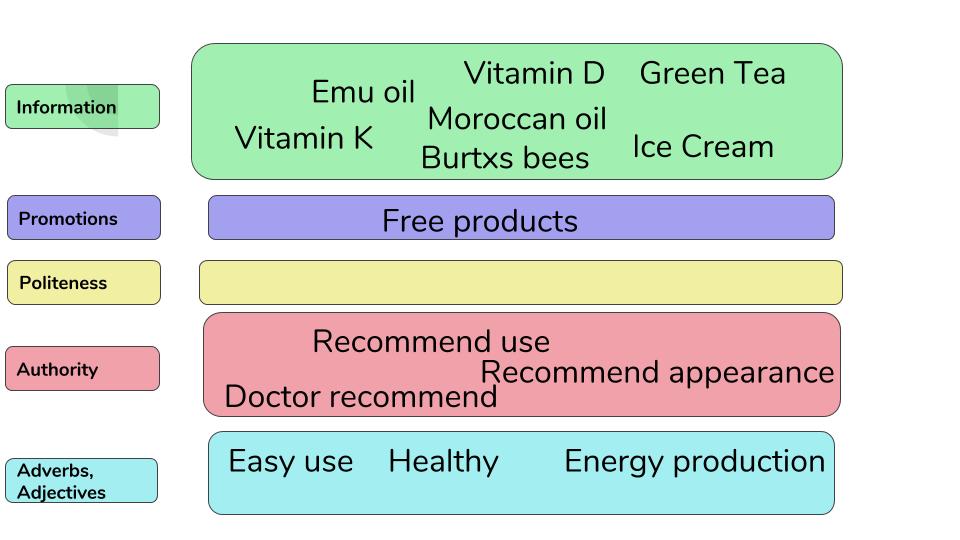 Information
Vitamin D
Green Tea
Emu oil
Moroccan oil
Vitamin K
Ice Cream
Burtxs bees
Promotions
Free products
Politeness
Authority
Recommend use
Recommend appearance
Doctor recommend
Adverbs,
Adjectives
Easy use
Healthy
Energy production